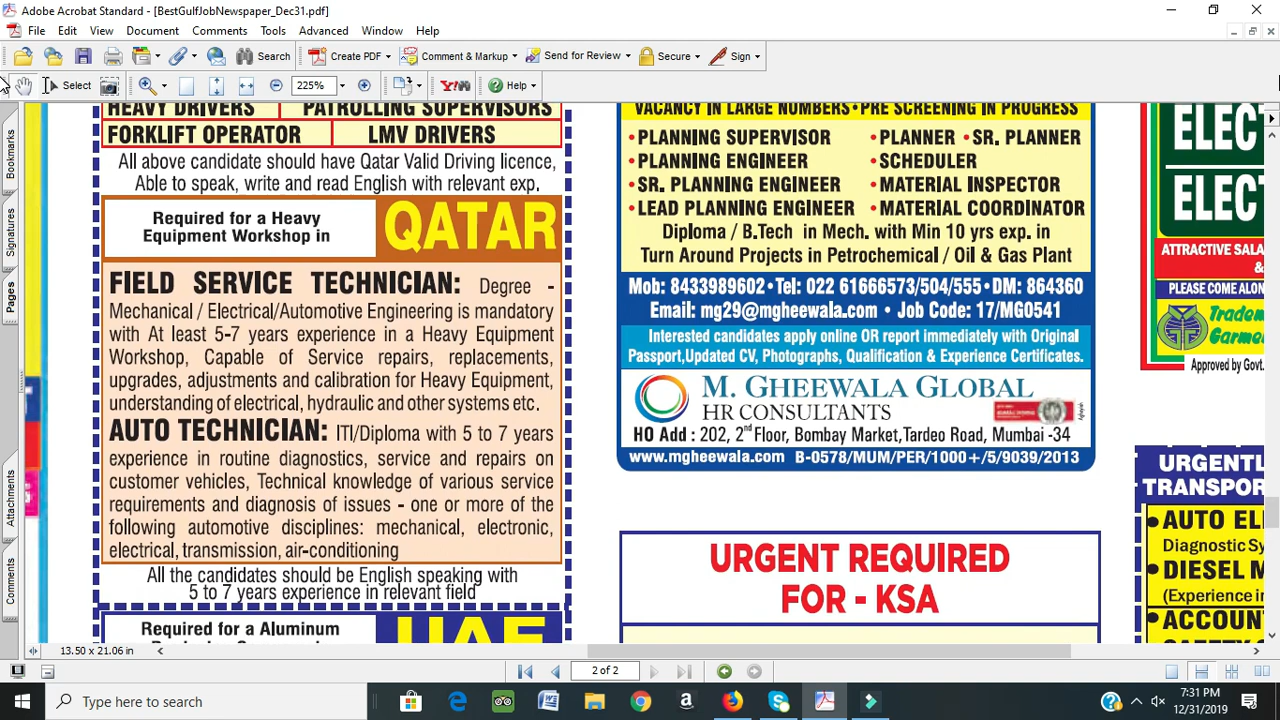 Adobe Acrobat Standard - [BestGulfJobNewspaper_Dec31.pdf]
File Edit View Document Comments Tools Advanced Window Help
Search Create PDF Comment & Markup Send for Review Secure Sign
Select 225% Help
Bookmarks
Signatures
Pages
Attachments
Comments
HEAVY DRIVERS PATROLLING SUPERVISORS
FORKLIFT OPERATOR LMV DRIVERS
All above candidate should have Qatar Valid Driving licence,
Able to speak, write and read English with relevant exp.
Required for a Heavy
Equipment Workshop in
QATAR
FIELD SERVICE TECHNICIAN: Degree -
Mechanical / Electrical/Automotive Engineering is mandatory
with At least 5-7 years experience in a Heavy Equipment
Workshop, Capable of Service repairs, replacements,
upgrades, adjustments and calibration for Heavy Equipment,
understanding of electrical, hydraulic and other systems etc.
AUTO TECHNICIAN: ITI/Diploma with 5 to 7 years
experience in routine diagnostics, service and repairs on
customer vehicles, Technical knowledge of various service
requirements and diagnosis of issues - one or more of the
following automotive disciplines: mechanical, electronic,
electrical, transmission, air-conditioning
All the candidates should be English speaking with
5 to 7 years experience in relevant field
Required for a Aluminum
UAE
VACANCY IN LARGE NUMBERS • PRE SCREENING IN PROGRESS
• PLANNING SUPERVISOR • PLANNER • SR. PLANNER
• PLANNING ENGINEER • SCHEDULER
• SR. PLANNING ENGINEER • MATERIAL INSPECTOR
• LEAD PLANNING ENGINEER • MATERIAL COORDINATOR
Diploma / B.Tech in Mech. with Min 10 yrs exp. in
Turn Around Projects in Petrochemical / Oil & Gas Plant
Mob: 8433989602 • Tel: 022 61666573/504/555 • DM: 864360
Email: mg29@mgheewala.com • Job Code: 17/MG0541
Interested candidates apply online OR report immediately with Original
Passport,Updated CV, Photographs, Qualification & Experience Certificates.
M. GHEEWALA GLOBAL
HR CONSULTANTS
HO Add : 202, 2nd Floor, Bombay Market,Tardeo Road, Mumbai -34
www.mgheewala.com B-0578/MUM/PER/1000+/5/9039/2013
URGENT REQUIRED
FOR - KSA
ELEC
ELEC
ATTRACTIVE SALA
&
PLEASE COME ALON
Tradem
Garme
Approved by Govt.
URGENTL
TRANSPOR
• AUTO EL
Diagnostic Sy
• DIESEL M
(Experience in
• ACCOUN
13.50 x 21.06 in
2 of 2
Type here to search
7:31 PM
12/31/2019